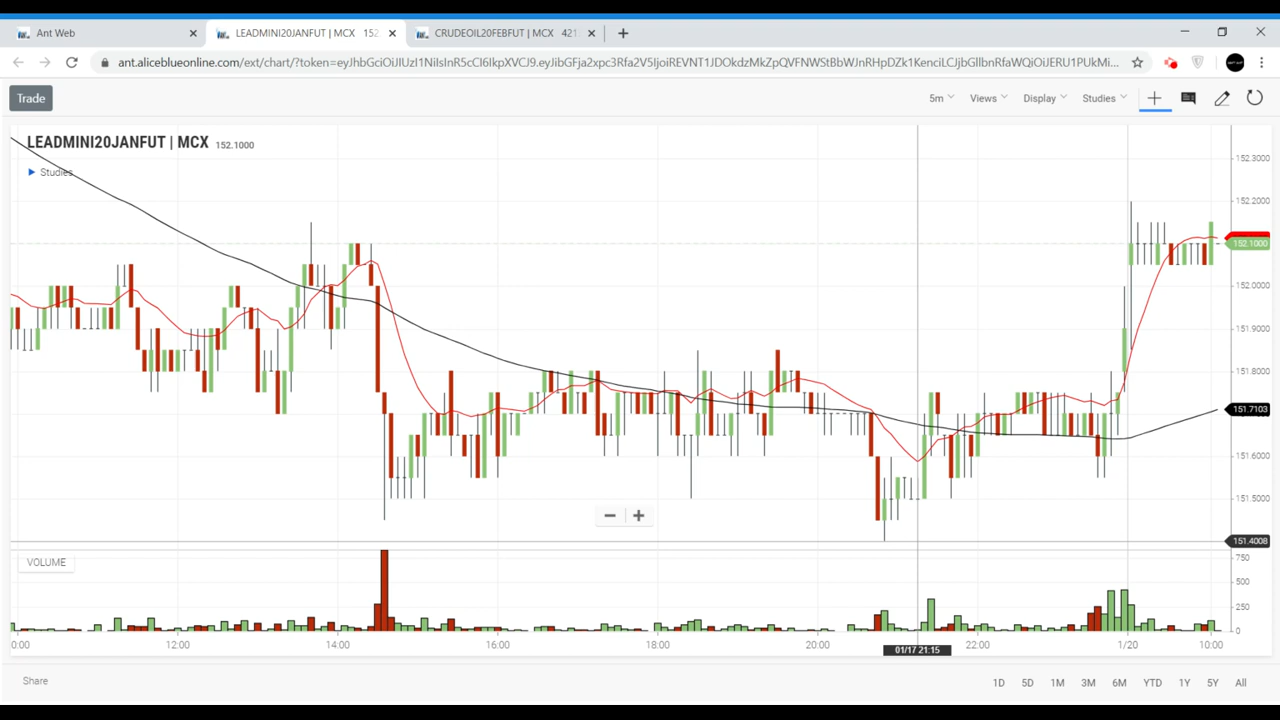 Ant Web
LEADMINI20JANFUT | MCX 152
CRUDEOIL20FEBFUT | MCX 421
Trade
5m Views Display Studies
LEADMINI20JANFUT | MCX 152.1000
Studies
152.3000
152.2000
152.1000
152.0000
151.9000
151.8000
151.7103
151.6000
151.5000
151.4008
VOLUME
750
500
250
0
0:00 12:00 14:00 16:00 18:00 20:00 22:00 1/20 10:00
01/17 21:15
Share
1D 5D 1M 3M 6M YTD 1Y 5Y All